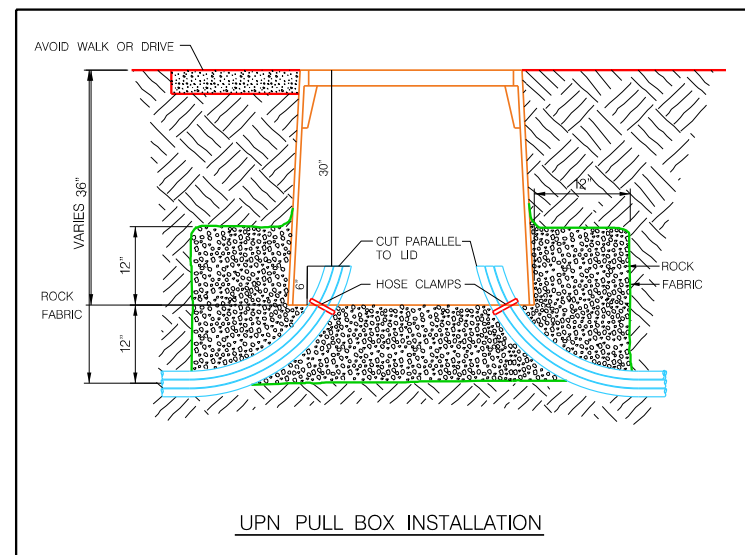 AVOID WALK OR DRIVE
30"
12"
VARIES 36"
CUT PARALLEL
TO LID
12"
ROCK
FABRIC
6"
HOSE CLAMPS
ROCK
FABRIC
12"
UPN PULL BOX INSTALLATION